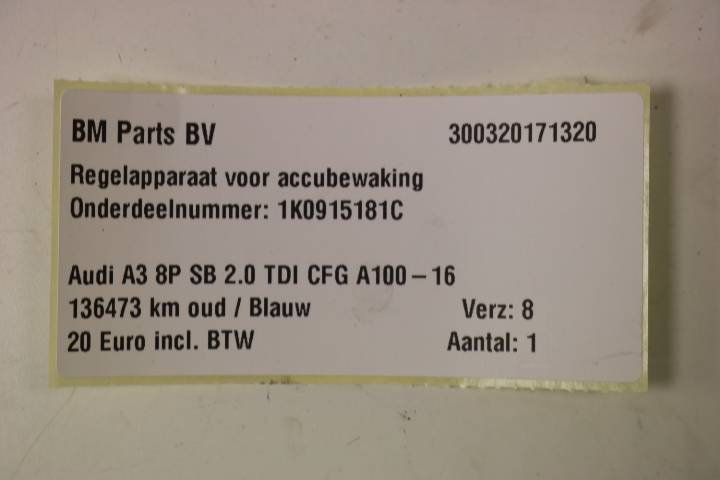 BM Parts BV 300320171320
Regelapparaat voor accubewaking
Onderdeelnummer: 1K0915181C
Audi A3 8P SB 2.0 TDI CFG A100 – 16
136473 km oud / Blauw Verz: 8
20 Euro incl. BTW Aantal: 1